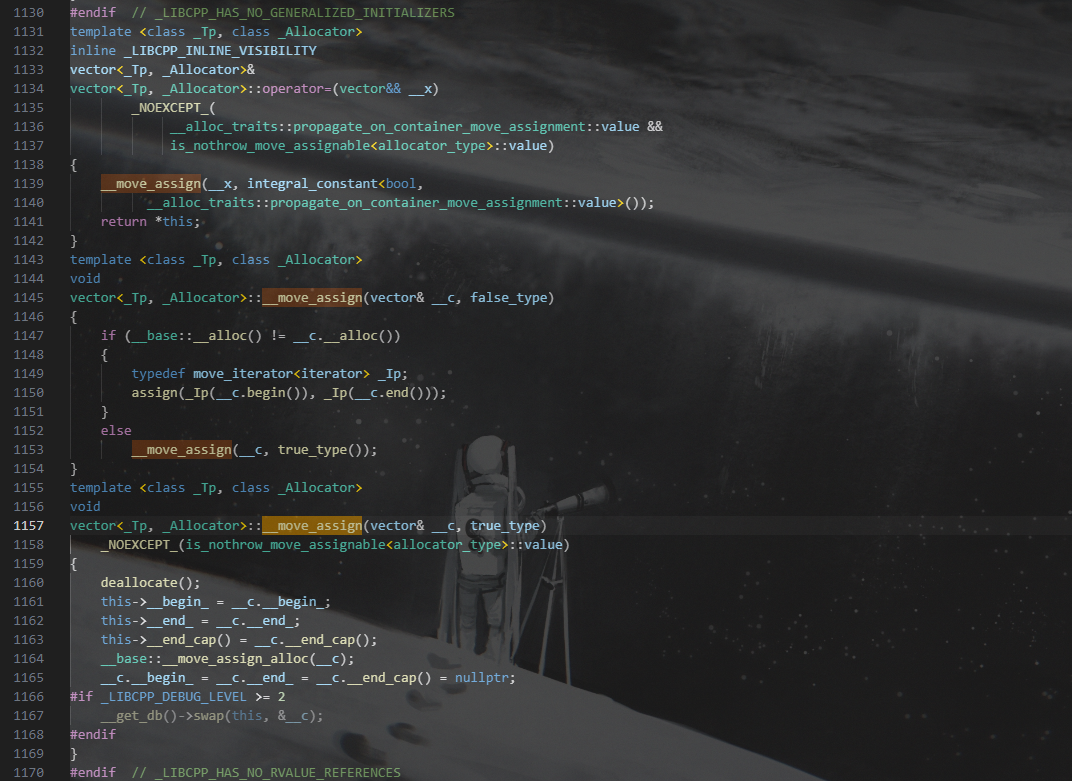 1130 #endif  // _LIBCPP_HAS_NO_GENERALIZED_INITIALIZERS
1131 template <class _Tp, class _Allocator>
1132 inline _LIBCPP_INLINE_VISIBILITY
1133 vector<_Tp, _Allocator>&
1134 vector<_Tp, _Allocator>::operator=(vector&& __x)
1135         _NOEXCEPT_(
1136             __alloc_traits::propagate_on_container_move_assignment::value &&
1137             is_nothrow_move_assignable<allocator_type>::value)
1138 {
1139     __move_assign(__x, integral_constant<bool,
1140           __alloc_traits::propagate_on_container_move_assignment::value>());
1141     return *this;
1142 }
1143 template <class _Tp, class _Allocator>
1144 void
1145 vector<_Tp, _Allocator>::__move_assign(vector& __c, false_type)
1146 {
1147     if (__base::__alloc() != __c.__alloc())
1148     {
1149         typedef move_iterator<iterator> _Ip;
1150         assign(_Ip(__c.begin()), _Ip(__c.end()));
1151     }
1152     else
1153         __move_assign(__c, true_type());
1154 }
1155 template <class _Tp, class _Allocator>
1156 void
1157 vector<_Tp, _Allocator>::__move_assign(vector& __c, true_type)
1158     _NOEXCEPT_(is_nothrow_move_assignable<allocator_type>::value)
1159 {
1160     deallocate();
1161     this->__begin_ = __c.__begin_;
1162     this->__end_ = __c.__end_;
1163     this->__end_cap() = __c.__end_cap();
1164     __base::__move_assign_alloc(__c);
1165     __c.__begin_ = __c.__end_ = __c.__end_cap() = nullptr;
1166 #if _LIBCPP_DEBUG_LEVEL >= 2
1167     __get_db()->swap(this, &__c);
1168 #endif
1169 }
1170 #endif  // _LIBCPP_HAS_NO_RVALUE_REFERENCES